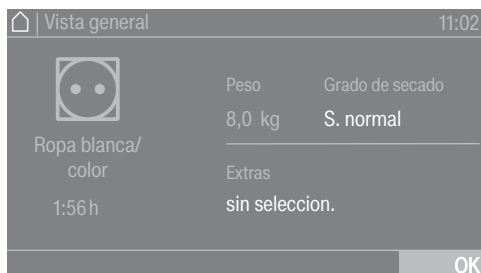 | Vista general 11:02
Peso Grado de secado
8,0 kg S. normal
Ropa blanca/
color
Extras
1:56 h sin seleccion.
OK